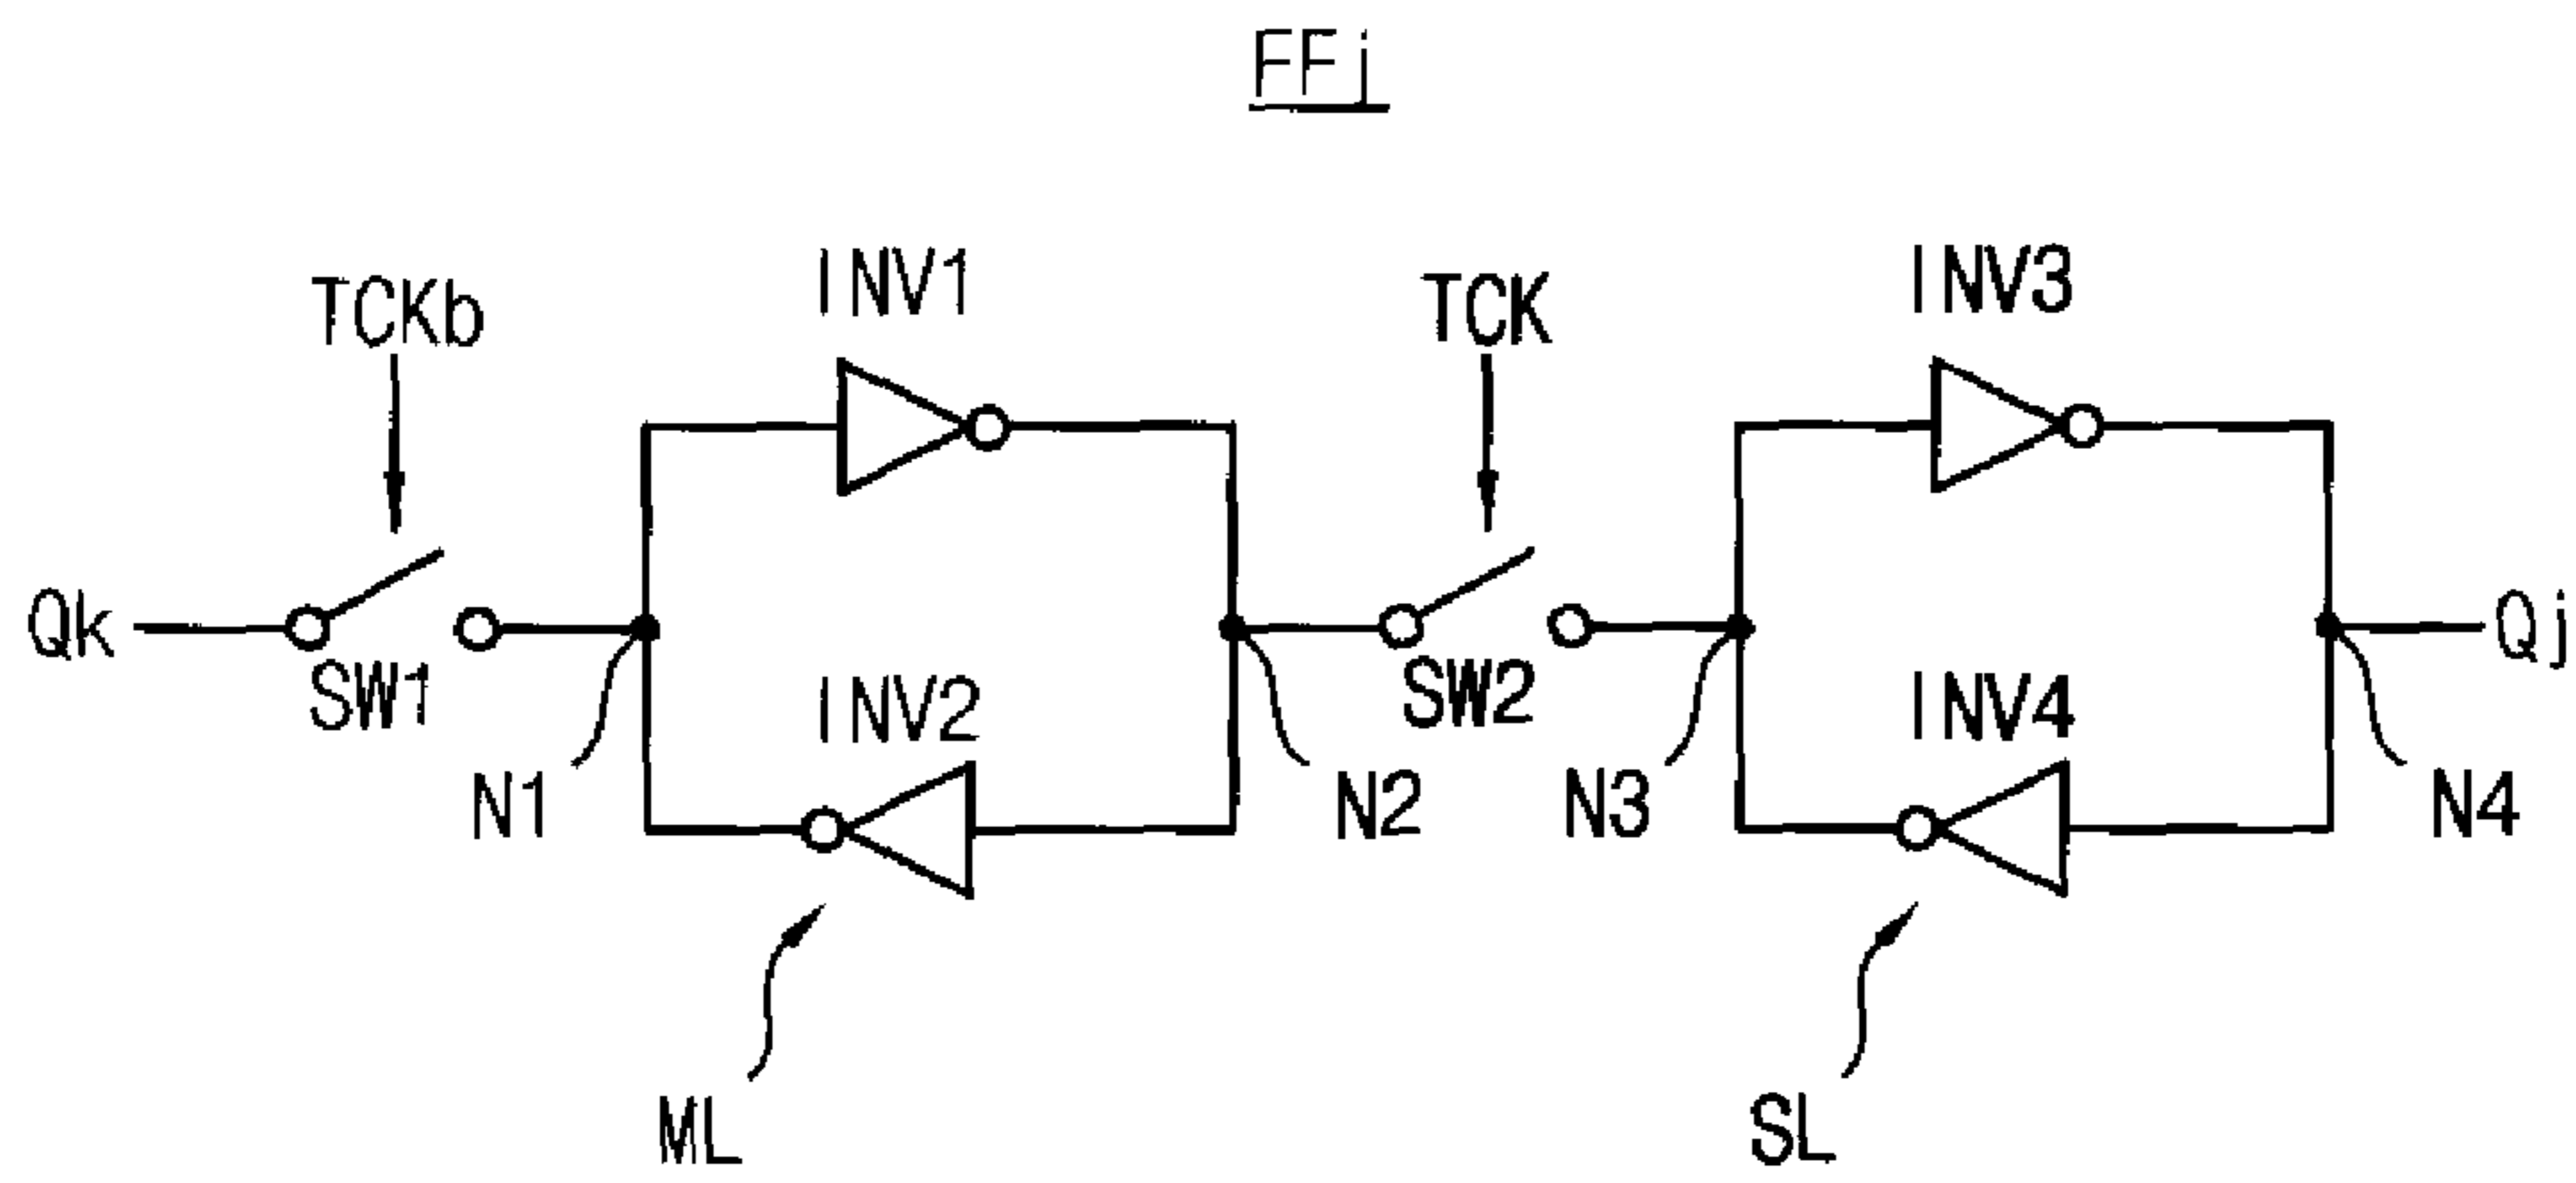 FFj
TCKb
INV1
TCK
INV3
Qk
SW1
INV2
SW2
INV4
Qj
N1
N2
N3
N4
ML
SL